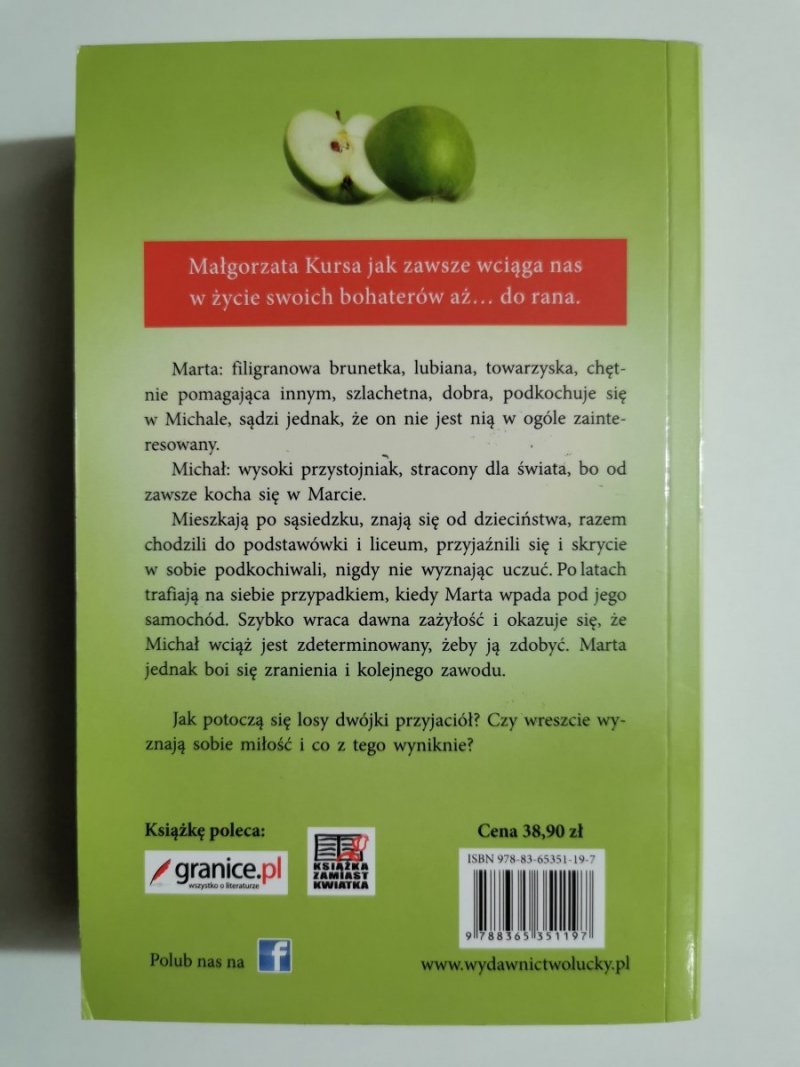 Małgorzata Kursa jak zawsze wciąga nas
w życie swoich bohaterów aż... do rana.
Marta: filigranowa brunetka, lubiana, towarzyska, chęt-
nie pomagająca innym, szlachetna, dobra, podkochuje się
w Michale, sądzi jednak, że on nie jest nią w ogóle zainte-
resowany.
Michał: wysoki przystojniak, stracony dla świata, bo od
zawsze kocha się w Marcie.
Mieszkają po sąsiedzku, znają się od dzieciństwa, razem
chodzili do podstawówki i liceum, przyjaźnili się i skrycie
w sobie podkochiwali, nigdy nie wyznając uczuć. Po latach
trafiają na siebie przypadkiem, kiedy Marta wpada pod jego
samochód. Szybko wraca dawna zażyłość i okazuje się, że
Michał wciąż jest zdeterminowany, żeby ją zdobyć. Marta
jednak boi się zranienia i kolejnego zawodu.
Jak potoczą się losy dwójki przyjaciół? Czy wreszcie wy-
znają sobie miłość i co z tego wyniknie?
Książkę poleca:
granice.pl
wszystko o literaturze
KSIĄŻKA
ZAMIAST
KWIATKA
Polub nas na
f
Cena 38,90 zł
ISBN 978-83-65351-19-7
9 788365 351197
www.wydawnictwolucky.pl